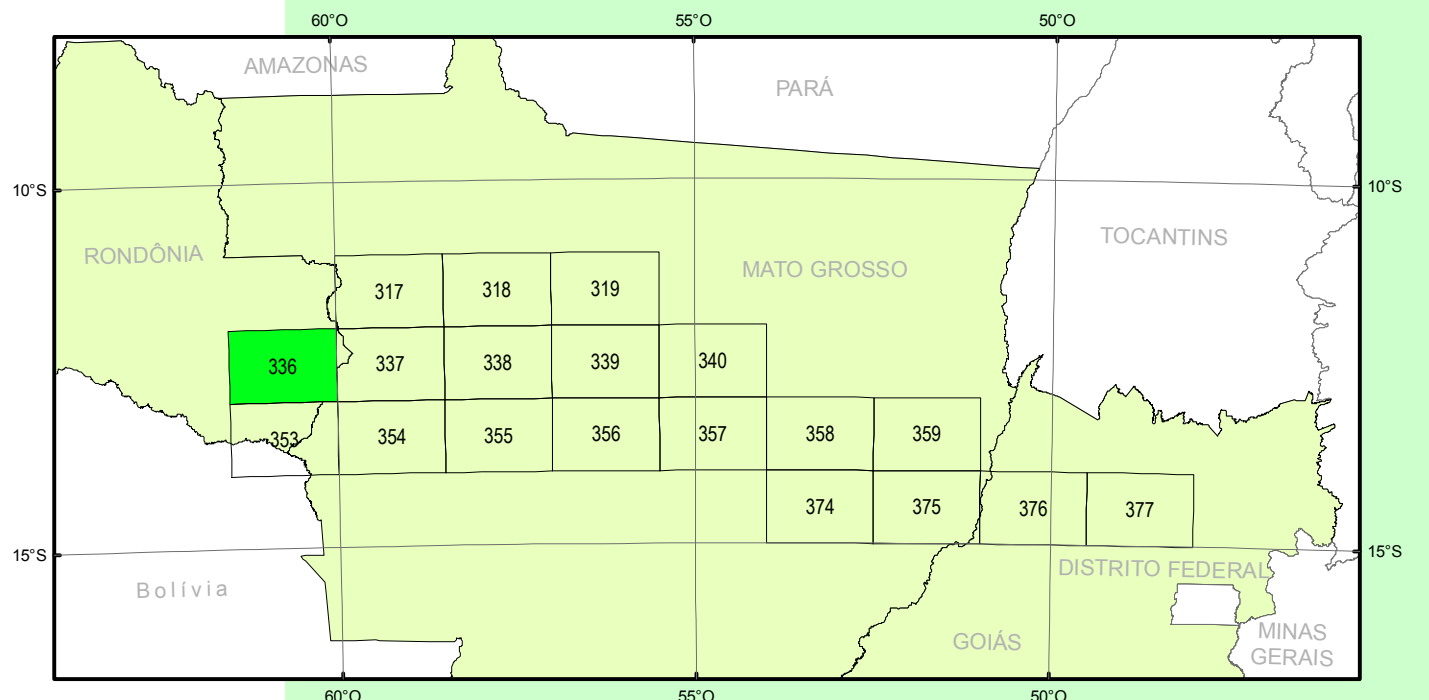 60°O 55°O 50°O
AMAZONAS
PARÁ
10°S 10°S
TOCANTINS
RONDÔNIA
MATO GROSSO
317 318 319
336 337 338 339 340
353 354 355 356 357 358 359
374 375 376 377
15°S 15°S
DISTRITO FEDERAL
Bolívia
MINAS
GOIÁS
GERAIS
60°O 55°O 50°O